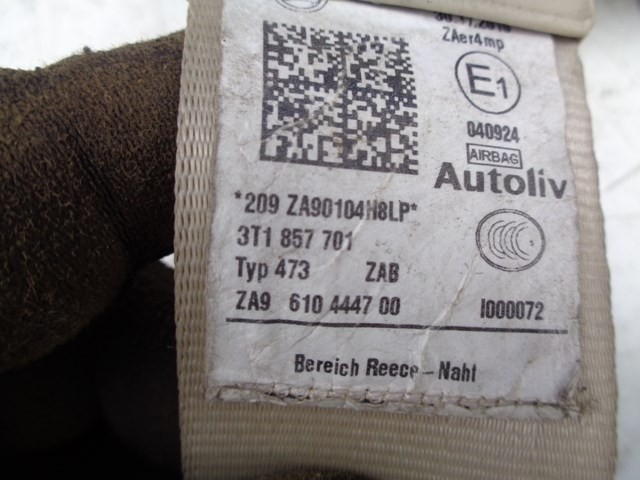 ZAer4mp
E1
040924
AIRBAG
Autoliv
*209 ZA90104H8LP*
3T1 857 701
Typ 473 ZAB
ZA9 610 4447 00 I000072
Bereich Reece - Naht